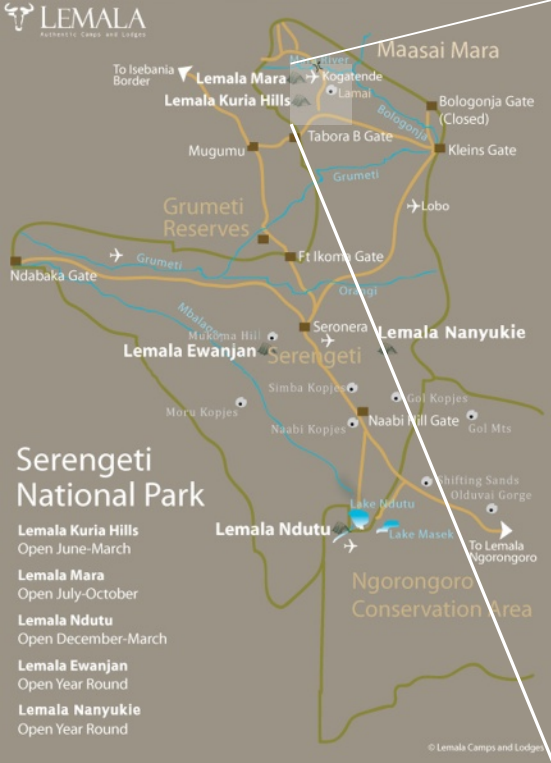 LEMALA
Authentic Camps and Lodges
Maasai Mara
Mara River
To Isebania
Border
Lemala Mara
Kogatende
Lamai
Lemala Kuria Hills
Bologonja Gate
(Closed)
Bologonja
Tabora B Gate
Mugumu
Kleins Gate
Grumeti
Lobo
Grumeti
Reserves
Ft Ikoma Gate
Grumeti
Ndabaka Gate
Orangi
Mbalageti
Seronera
Mukoma Hill
Lemala Nanyukie
Lemala Ewanjan
Serengeti
Simba Kopjes
Gol Kopjes
Moru Kopjes
Naabi Hill Gate
Gol Mts
Naabi Kopjes
Serengeti
National Park
Shifting Sands
Olduvai Gorge
Lake Ndutu
Lemala Ndutu
Lake Masek
To Lemala
Ngorongoro
Lemala Kuria Hills
Open June-March
Lemala Mara
Open July-October
Ngorongoro
Conservation Area
Lemala Ndutu
Open December-March
Lemala Ewanjan
Open Year Round
Lemala Nanyukie
Open Year Round
© Lemala Camps and Lodges